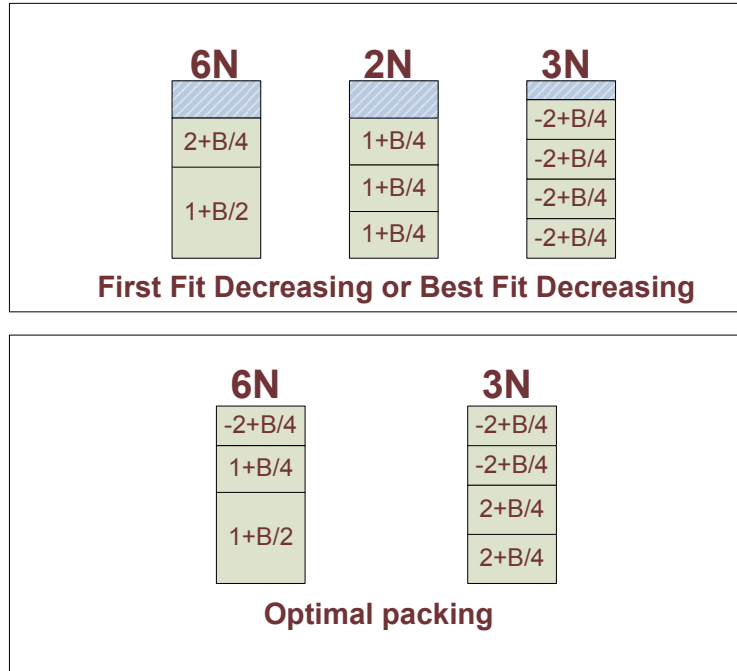 6N 2N 3N
2+B/4 1+B/4 -2+B/4
1+B/2 1+B/4 -2+B/4
1+B/4 -2+B/4
-2+B/4
First Fit Decreasing or Best Fit Decreasing
6N 3N
-2+B/4 -2+B/4
1+B/4 -2+B/4
1+B/2 2+B/4
2+B/4
Optimal packing